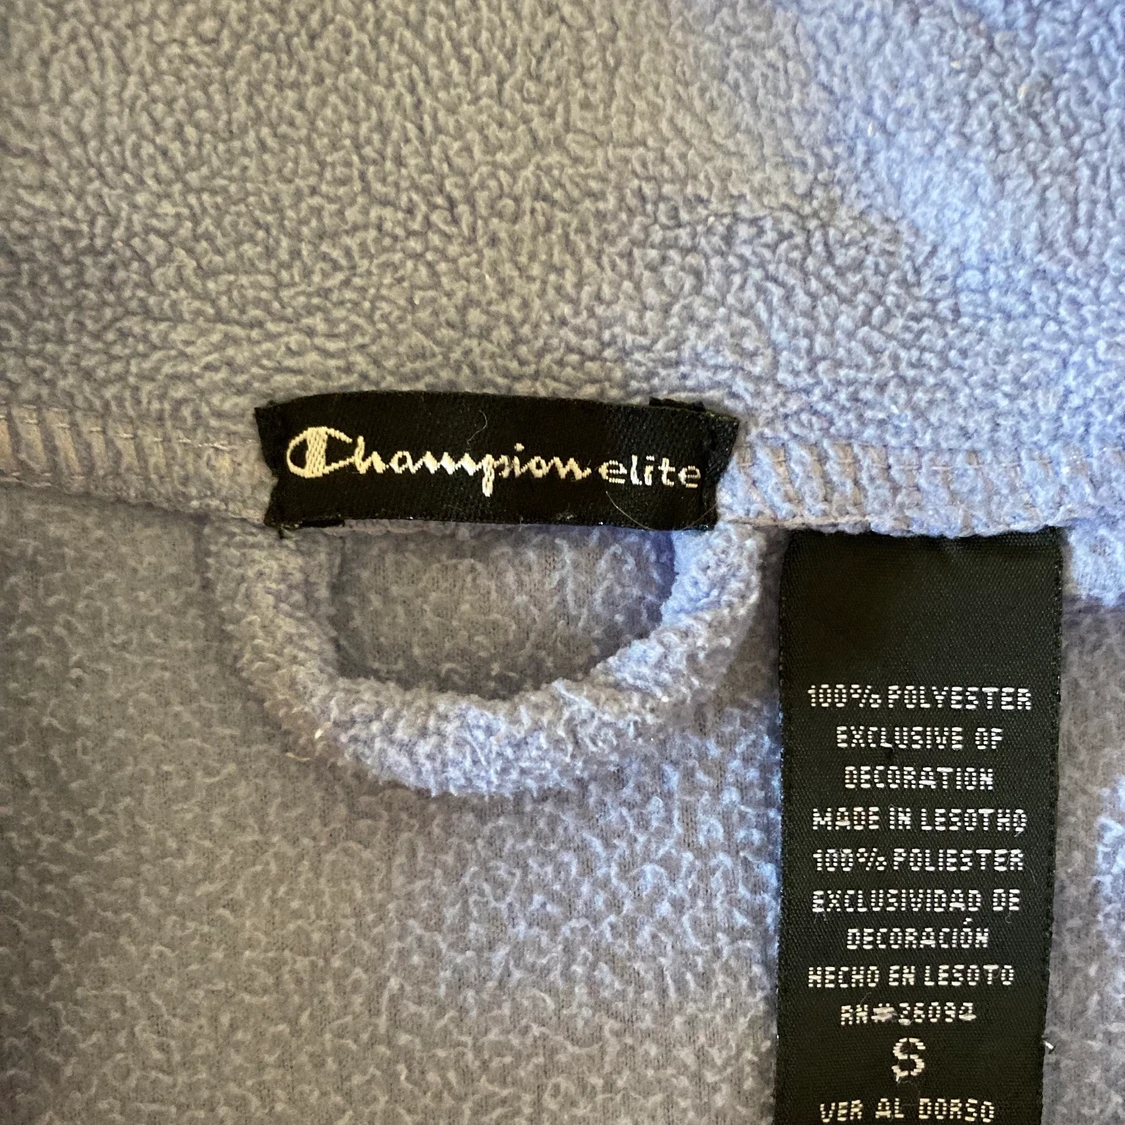 Champion elite
100% POLYESTER
EXCLUSIVE OF
DECORATION
MADE IN LESOTHO
100% POLIESTER
EXCLUSIVIDAD DE
DECORACIÓN
HECHO EN LESOTO
RN#36094
S
VER AL DORSO